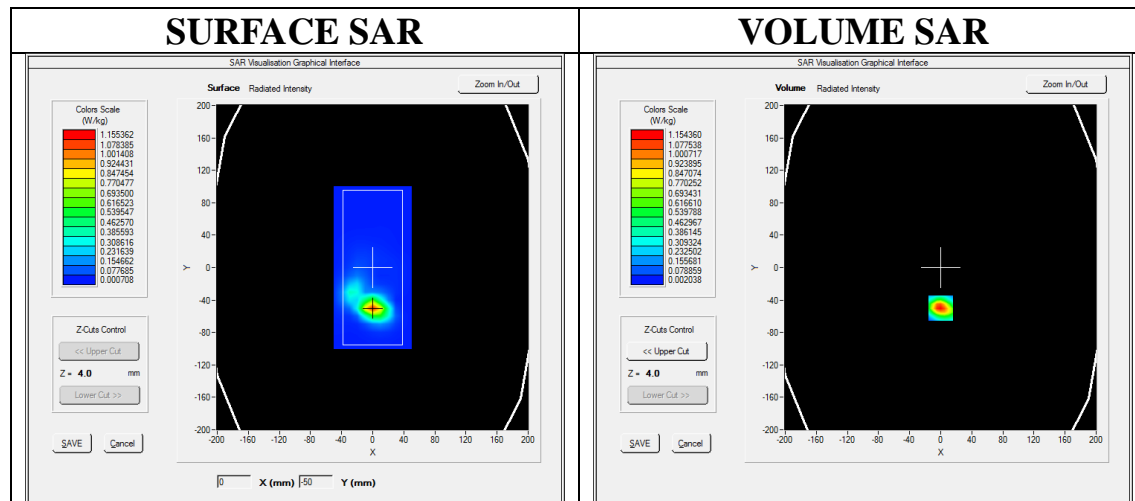 SURFACE SAR
SAR Visualisation Graphical Interface
Surface Radiated Intensity
Zoom In/Out
Colors Scale
(W/kg)
1.155362
1.078385
1.001408
0.924431
0.847454
0.770477
0.693500
0.616523
0.539547
0.462570
0.385593
0.308616
0.231639
0.154662
0.077685
0.000708
Z-Cuts Control
<< Upper Cut
Z = 4.0 mm
Lower Cut >>
SAVE Cancel
200
160
120
80
40
0
-40
-80
-120
-160
-200
Y
-200 -160 -120 -80 -40 0 40 80 120 160 200
X
0 X (mm) -50 Y (mm)
VOLUME SAR
SAR Visualisation Graphical Interface
Volume Radiated Intensity
Zoom In/Out
Colors Scale
(W/kg)
1.154360
1.077538
1.000717
0.923895
0.847074
0.770252
0.693431
0.616610
0.539788
0.462967
0.386145
0.309324
0.232502
0.155681
0.078859
0.002038
Z-Cuts Control
<< Upper Cut
Z = 4.0 mm
Lower Cut >>
SAVE Cancel
200
160
120
80
40
0
-40
-80
-120
-160
-200
Y
-200 -160 -120 -80 -40 0 40 80 120 160 200
X